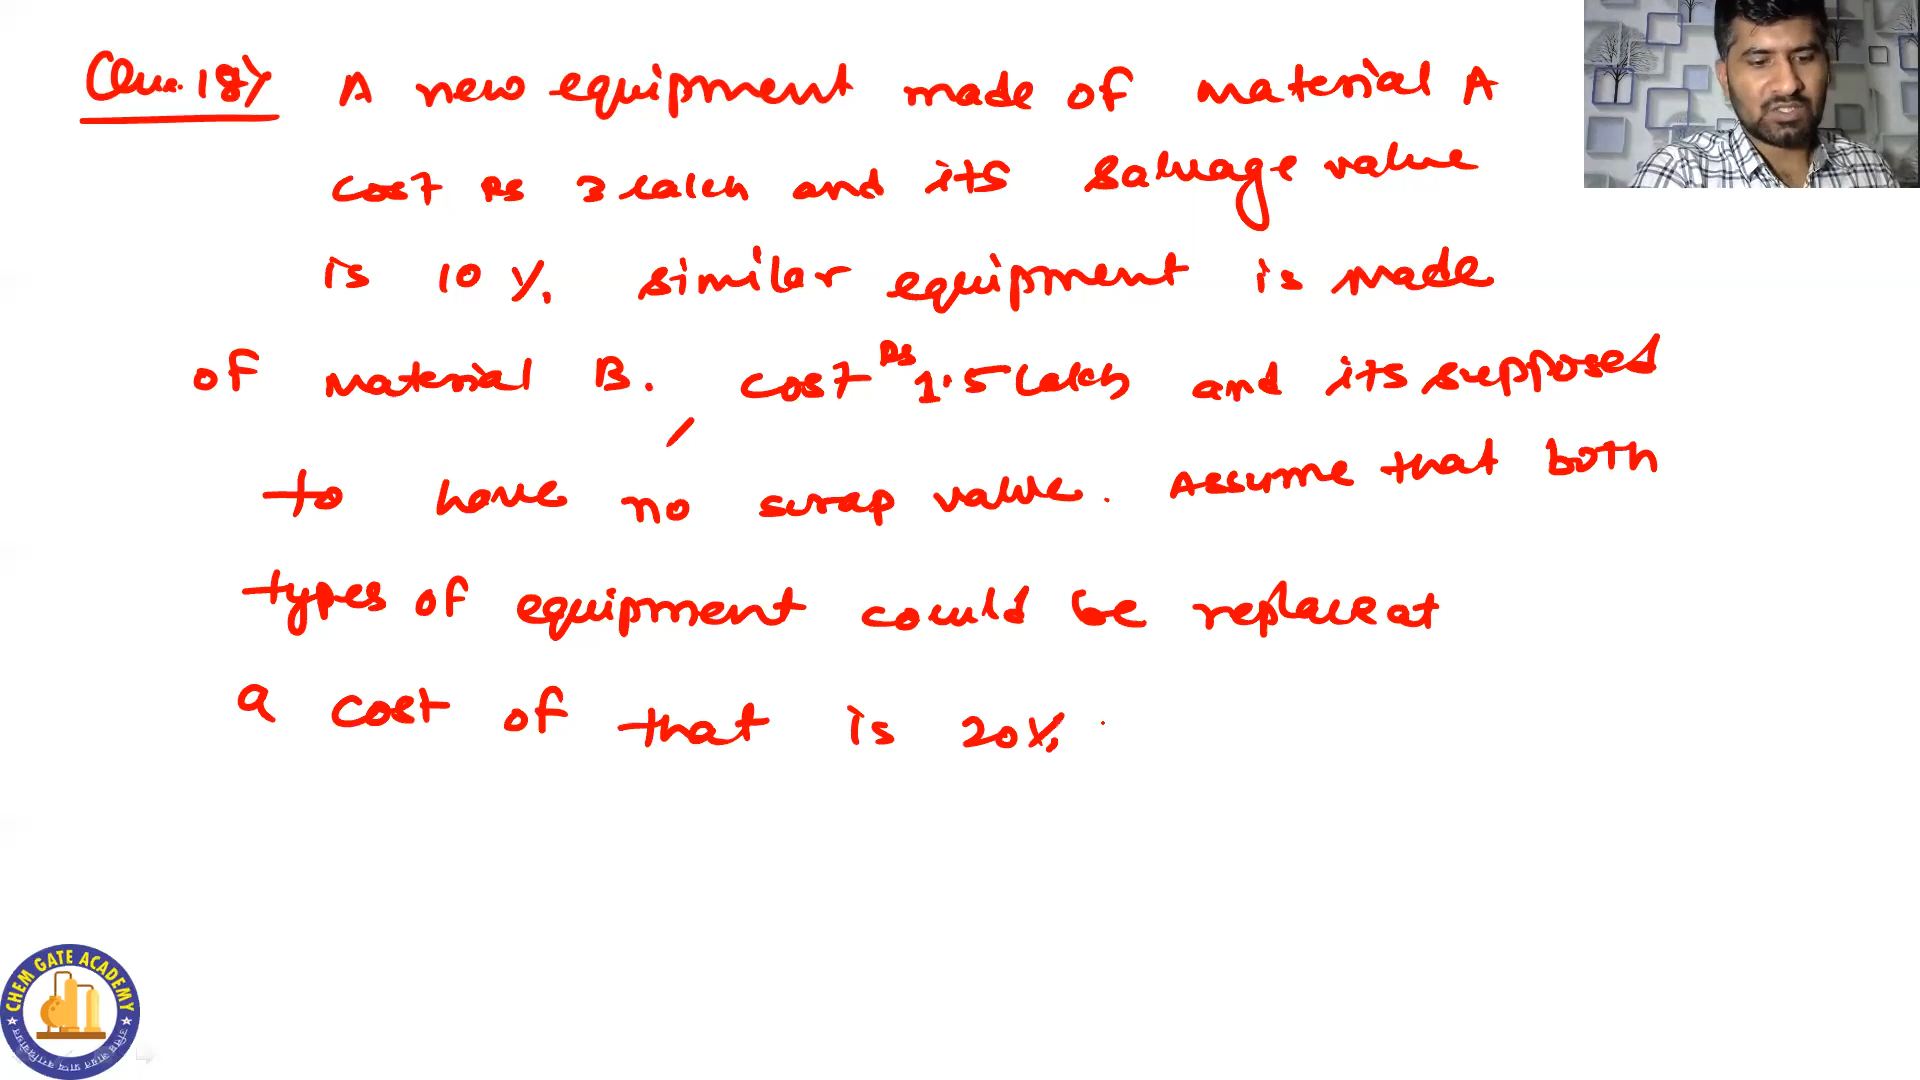 Que. 18) A new equipment made of material A
cost Rs 3 lakh and its salvage value
is 10 %. similar equipment is made
of material B. cost Rs 1.5 lakh and its supposed
to have no scrap value. Assume that both
types of equipment could be replace at
a cost of that is 20%
CHEM GATE ACADEMY